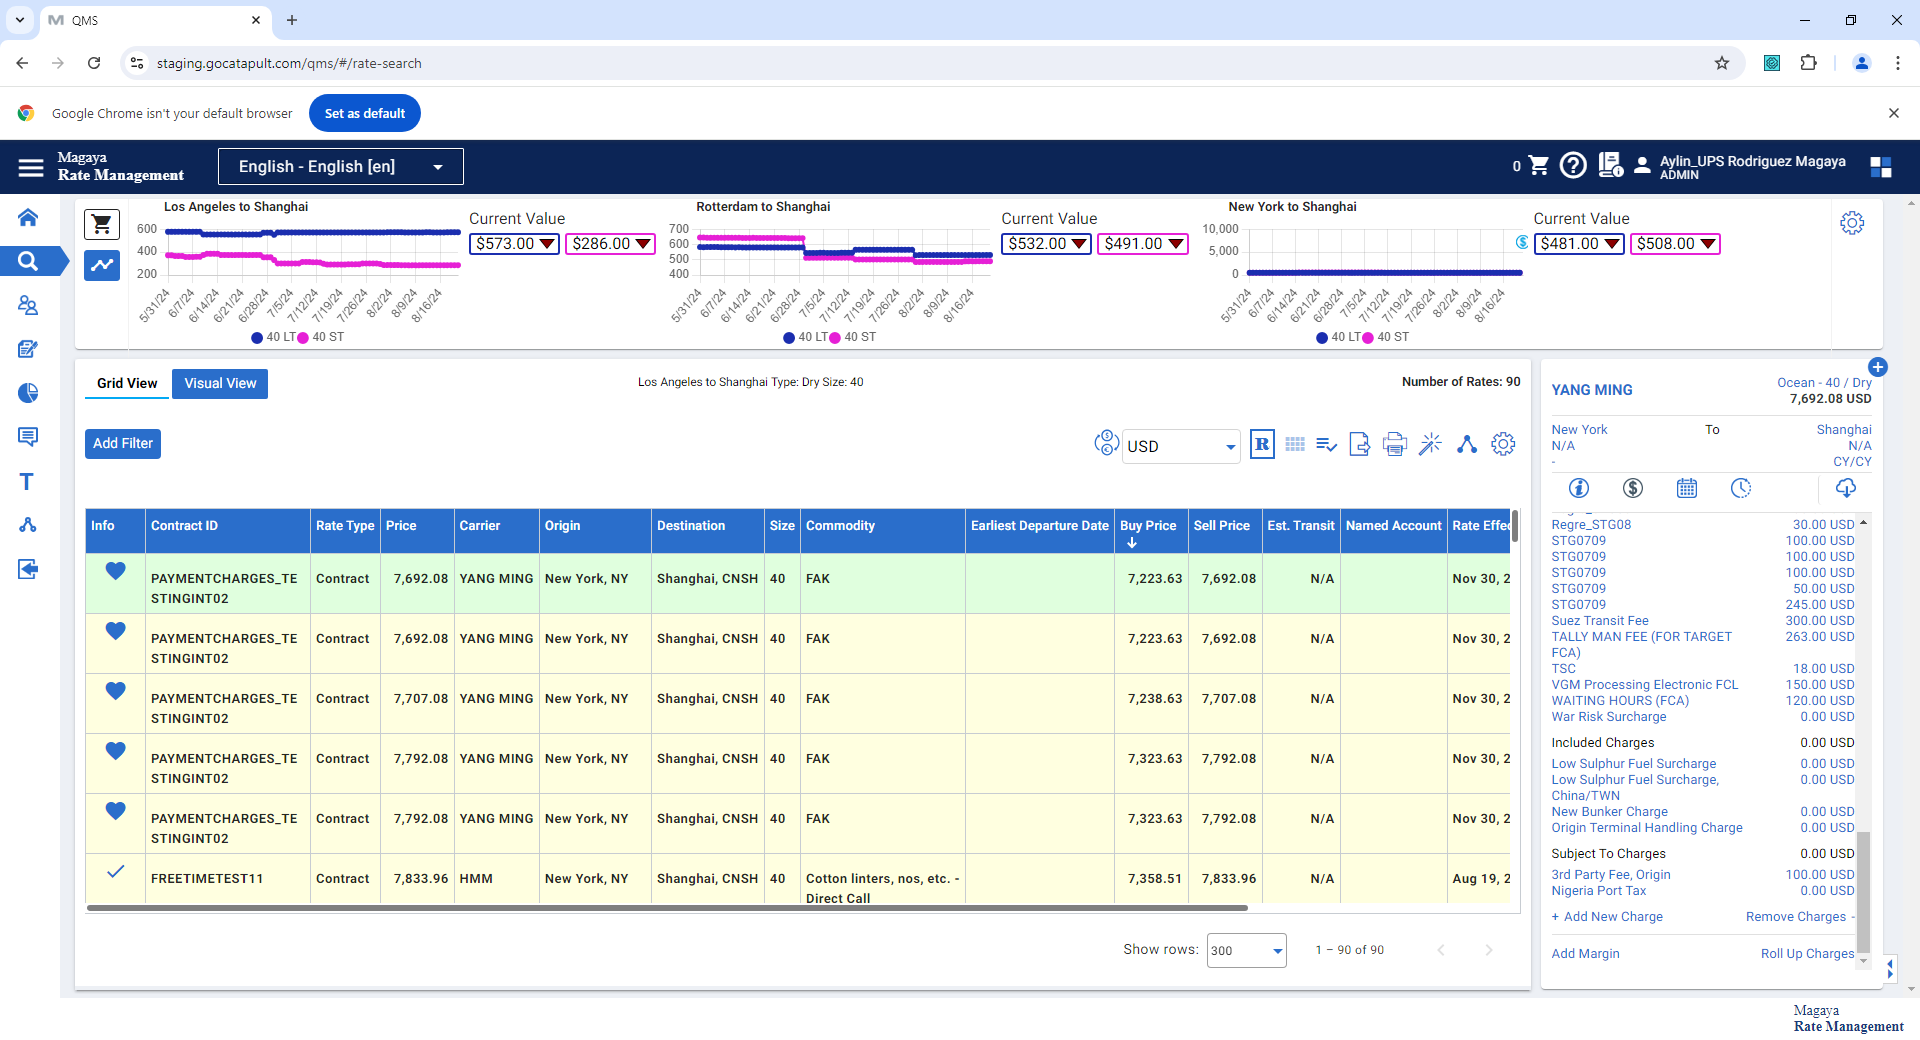 QMS
staging.gocatapult.com/qms/#/rate-search
Google Chrome isn't your default browser
Set as default
Magaya
Rate Management
English - English [en]
0
Aylin_UPS Rodriguez Magaya
ADMIN
Los Angeles to Shanghai
600
400
200
5/31/24 6/7/24 6/14/24 6/21/24 6/28/24 7/5/24 7/12/24 7/19/24 7/26/24 8/2/24 8/9/24 8/16/24
40 LT 40 ST
Current Value
$573.00 $286.00
Rotterdam to Shanghai
700
600
500
400
5/31/24 6/7/24 6/14/24 6/21/24 6/28/24 7/5/24 7/12/24 7/19/24 7/26/24 8/2/24 8/9/24 8/16/24
40 LT 40 ST
Current Value
$532.00 $491.00
New York to Shanghai
10,000
5,000
0
5/31/24 6/7/24 6/14/24 6/21/24 6/28/24 7/5/24 7/12/24 7/19/24 7/26/24 8/2/24 8/9/24 8/16/24
40 LT 40 ST
Current Value
$481.00 $508.00
Grid View Visual View
Los Angeles to Shanghai Type: Dry Size: 40
Number of Rates: 90
Add Filter
USD
R
Info Contract ID Rate Type Price Carrier Origin Destination Size Commodity Earliest Departure Date Buy Price Sell Price Est. Transit Named Account Rate Effec
PAYMENTCHARGES_TE Contract 7,692.08 YANG MING New York, NY Shanghai, CNSH 40 FAK 7,223.63 7,692.08 N/A Nov 30, 2
STINGINT02
PAYMENTCHARGES_TE Contract 7,692.08 YANG MING New York, NY Shanghai, CNSH 40 FAK 7,223.63 7,692.08 N/A Nov 30, 2
STINGINT02
PAYMENTCHARGES_TE Contract 7,707.08 YANG MING New York, NY Shanghai, CNSH 40 FAK 7,238.63 7,707.08 N/A Nov 30, 2
STINGINT02
PAYMENTCHARGES_TE Contract 7,792.08 YANG MING New York, NY Shanghai, CNSH 40 FAK 7,323.63 7,792.08 N/A Nov 30, 2
STINGINT02
PAYMENTCHARGES_TE Contract 7,792.08 YANG MING New York, NY Shanghai, CNSH 40 FAK 7,323.63 7,792.08 N/A Nov 30, 2
STINGINT02
FREETIMETEST11 Contract 7,833.96 HMM New York, NY Shanghai, CNSH 40 Cotton linters, nos, etc. - 7,358.51 7,833.96 N/A Aug 19, 2
Direct Call
Show rows: 300 1 – 90 of 90
YANG MING
Ocean - 40 / Dry
7,692.08 USD
New York To Shanghai
N/A N/A
- CY/CY
Regre_STG08 30.00 USD
STG0709 100.00 USD
STG0709 100.00 USD
STG0709 100.00 USD
STG0709 50.00 USD
STG0709 245.00 USD
Suez Transit Fee 300.00 USD
TALLY MAN FEE (FOR TARGET 263.00 USD
FCA)
TSC 18.00 USD
VGM Processing Electronic FCL 150.00 USD
WAITING HOURS (FCA) 120.00 USD
War Risk Surcharge 0.00 USD
Included Charges 0.00 USD
Low Sulphur Fuel Surcharge 0.00 USD
Low Sulphur Fuel Surcharge, 0.00 USD
China/TWN
New Bunker Charge 0.00 USD
Origin Terminal Handling Charge 0.00 USD
Subject To Charges 0.00 USD
3rd Party Fee, Origin 100.00 USD
Nigeria Port Tax 0.00 USD
+ Add New Charge Remove Charges -
Add Margin Roll Up Charges
Magaya
Rate Management